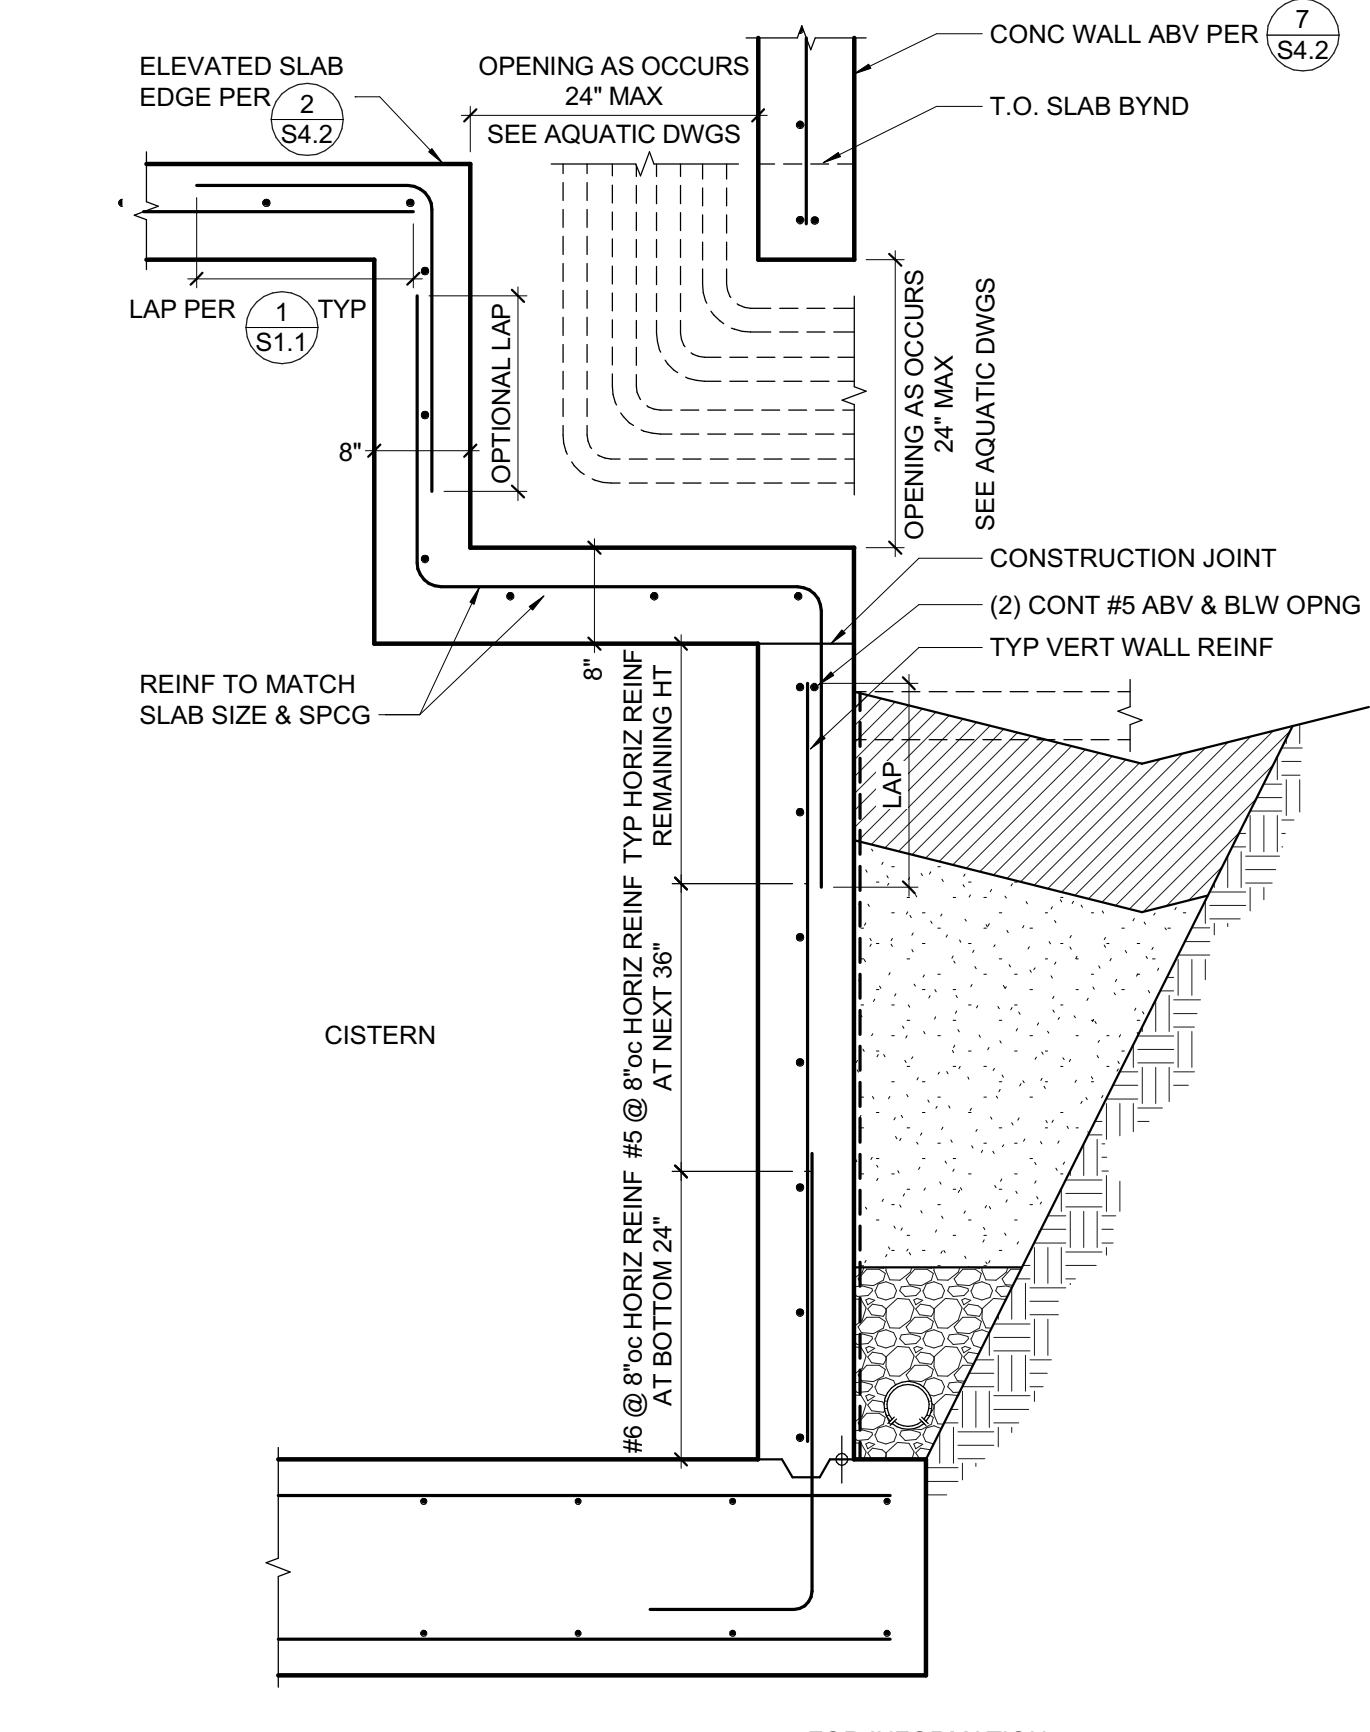 ELEVATED SLAB
EDGE PER
2
S4.2
OPENING AS OCCURS
24" MAX
SEE AQUATIC DWGS
CONC WALL ABV PER
7
S4.2
T.O. SLAB BYND
LAP PER
1
S1.1
TYP
8"
OPTIONAL LAP
OPENING AS OCCURS
24" MAX
SEE AQUATIC DWGS
CONSTRUCTION JOINT
(2) CONT #5 ABV & BLW OPNG
TYP VERT WALL REINF
8"
REINF TO MATCH
SLAB SIZE & SPCG
TYP HORIZ REINF
REMAINING HT
LAP
#5 @ 8"oc HORIZ REINF
AT NEXT 36"
CISTERN
#6 @ 8"oc HORIZ REINF
AT BOTTOM 24"